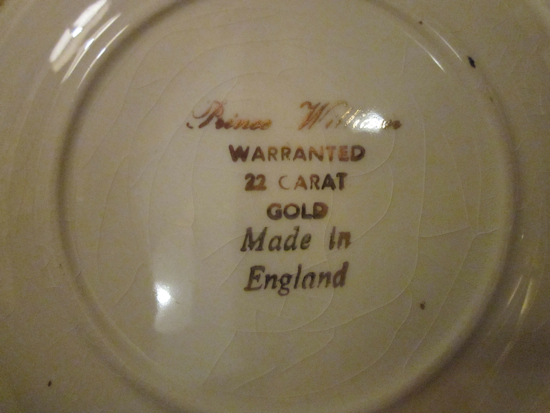 Prince William
WARRANTED
22 CARAT
GOLD
Made in
England